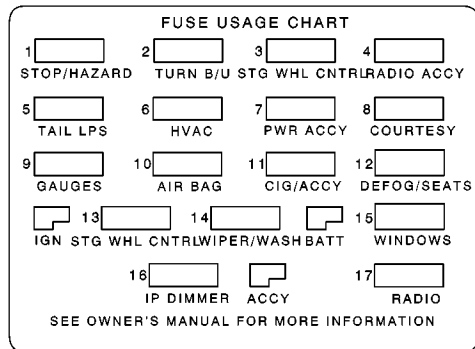 FUSE USAGE CHART
1 2 3 4
STOP/HAZARD TURN B/U STG WHL CNTRL RADIO ACCY
5 6 7 8
TAIL LPS HVAC PWR ACCY COURTESY
9 10 11 12
GAUGES AIR BAG CIG/ACCY DEFOG/SEATS
13 14 15
IGN STG WHL CNTRL WIPER/WASH BATT WINDOWS
16 17
IP DIMMER ACCY RADIO
SEE OWNER'S MANUAL FOR MORE INFORMATION